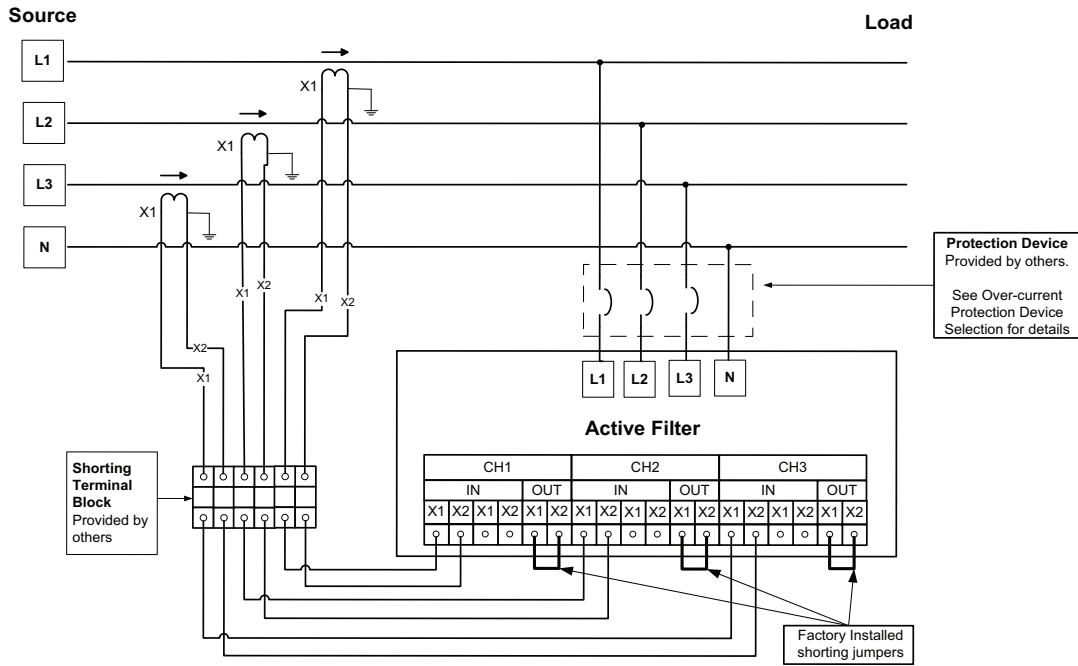 Source
Load
L1
X1
L2
X1
L3
X1
N
X1
X2
X1
X2
X2
X1
Protection Device
Provided by others.
See Over-current
Protection Device
Selection for details
L1
L2
L3
N
Active Filter
Shorting
Terminal
Block
Provided by
others
CH1
CH2
CH3
IN
OUT
IN
OUT
IN
OUT
X1 X2 X1 X2 X1 X2 X1 X2 X1 X2 X1 X2 X1 X2 X1 X2 X1 X2
Factory Installed
shorting jumpers